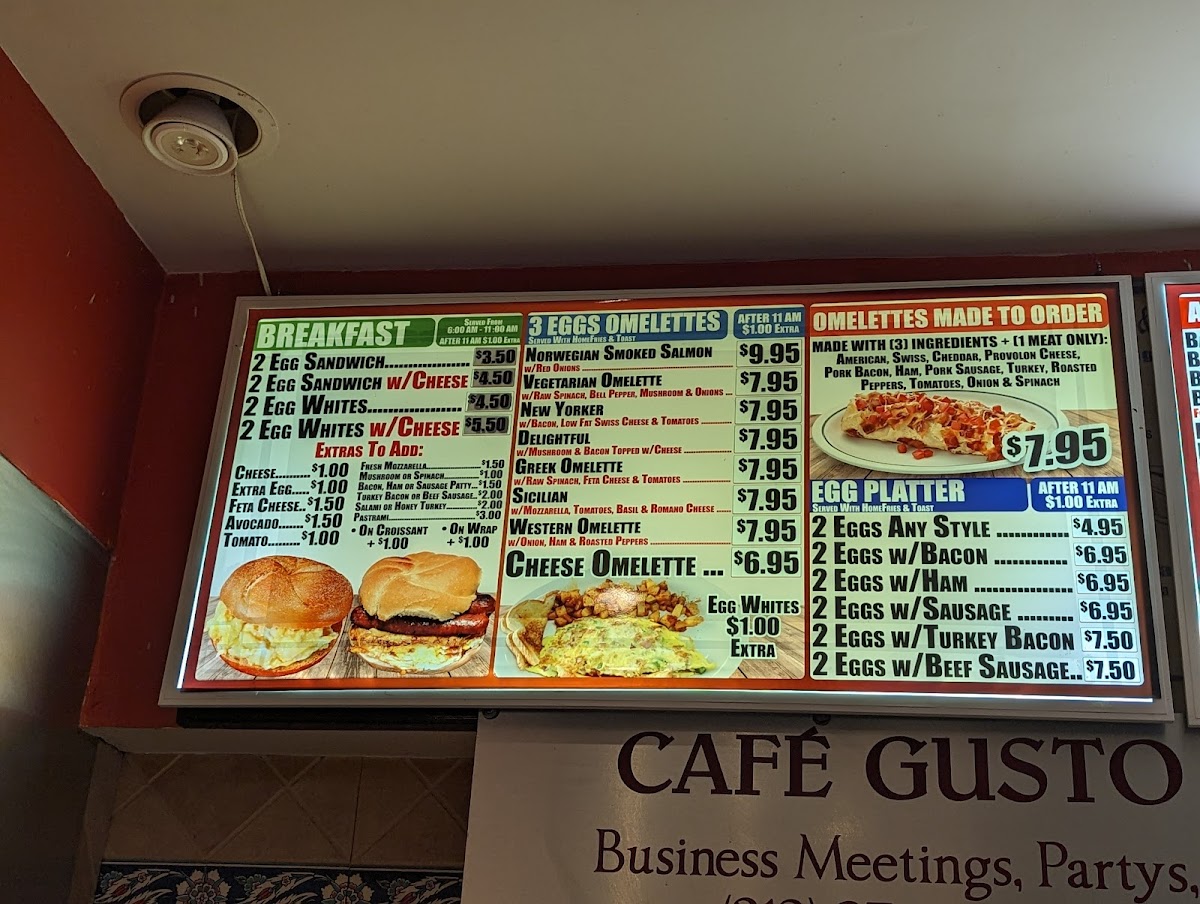 BREAKFAST
SERVED FROM
6:00 AM - 11:00 AM
AFTER 11 AM $1.00 EXTRA
2 EGG SANDWICH.................. $3.50
2 EGG SANDWICH W/CHEESE $4.50
2 EGG WHITES.................... $4.50
2 EGG WHITES W/CHEESE $5.50
EXTRAS TO ADD:
CHEESE........$1.00
EXTRA EGG.....$1.00
FETA CHEESE..$1.50
AVOCADO.......$1.50
TOMATO.........$1.00
FRESH MOZZARELLA....................$1.50
MUSHROOM OR SPINACH..............$1.00
BACON, HAM OR SAUSAGE PATTY...$1.50
TURKEY BACON OR BEEF SAUSAGE..$2.00
SALAMI OR HONEY TURKEY...........$2.00
PASTRAMI................................$3.00
• ON CROISSANT
+ $1.00
• ON WRAP
+ $1.00
3 EGGS OMELETTES
SERVED WITH HOMEFRIES & TOAST
AFTER 11 AM
$1.00 EXTRA
NORWEGIAN SMOKED SALMON $9.95
W/RED ONIONS
VEGETARIAN OMELETTE $7.95
W/RAW SPINACH, BELL PEPPER, MUSHROOM & ONIONS ...
NEW YORKER $7.95
W/BACON, LOW FAT SWISS CHEESE & TOMATOES ...........
DELIGHTFUL $7.95
W/MUSHROOM & BACON TOPPED W/CHEESE ................
GREEK OMELETTE $7.95
W/RAW SPINACH, FETA CHEESE & TOMATOES ................
SICILIAN $7.95
W/MOZZARELLA, TOMATOES, BASIL & ROMANO CHEESE .....
WESTERN OMELETTE $7.95
W/ONION, HAM & ROASTED PEPPERS ..........................
CHEESE OMELETTE ... $6.95
EGG WHITES
$1.00
EXTRA
OMELETTES MADE TO ORDER
MADE WITH (3) INGREDIENTS + (1 MEAT ONLY):
AMERICAN, SWISS, CHEDDAR, PROVOLON CHEESE,
PORK BACON, HAM, PORK SAUSAGE, TURKEY, ROASTED
PEPPERS, TOMATOES, ONION & SPINACH
$7.95
EGG PLATTER
SERVED WITH HOMEFRIES & TOAST
AFTER 11 AM
$1.00 EXTRA
2 EGGS ANY STYLE ............. $4.95
2 EGGS W/BACON ............. $6.95
2 EGGS W/HAM ................. $6.95
2 EGGS W/SAUSAGE .......... $6.95
2 EGGS W/TURKEY BACON $7.50
2 EGGS W/BEEF SAUSAGE.. $7.50
CAFÉ GUSTO
Business Meetings, Partys,